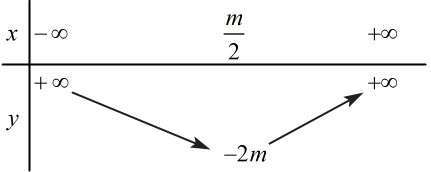 x −∞ m/2 +∞
+∞ +∞
y
−2m